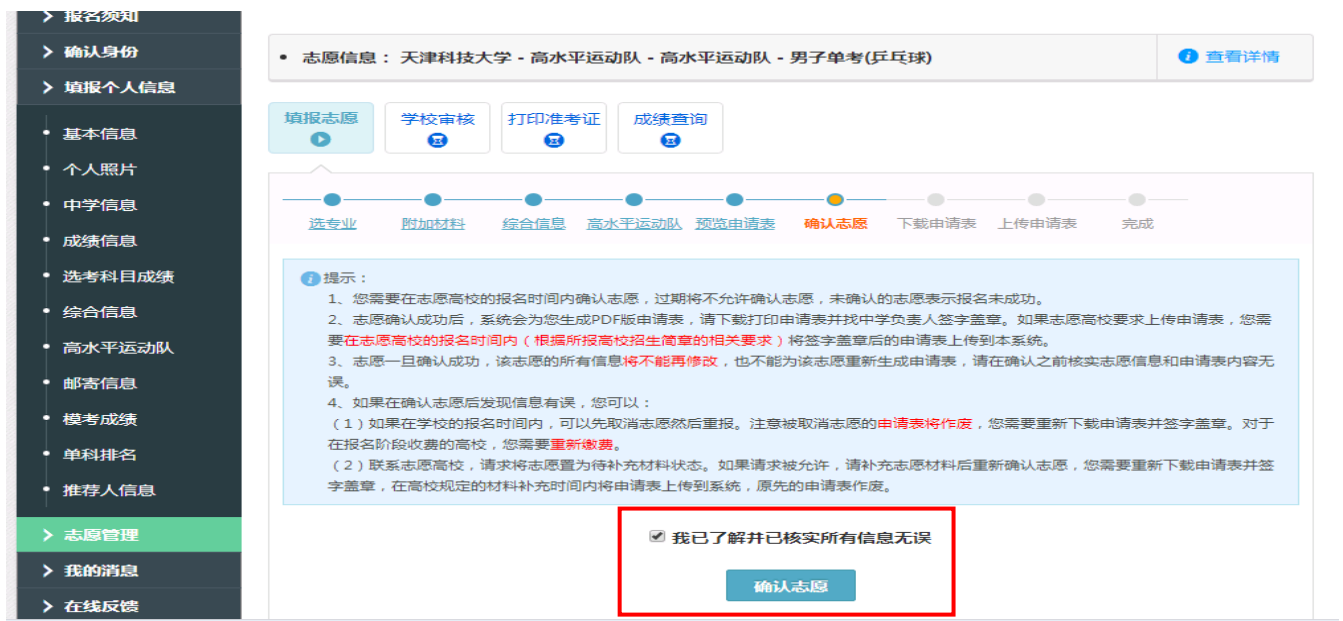 报名须知
确认身份
填报个人信息
基本信息
个人照片
中学信息
成绩信息
选考科目成绩
综合信息
高水平运动队
邮寄信息
模考成绩
单科排名
推荐人信息
志愿管理
我的消息
在线反馈
志愿信息： 天津科技大学 - 高水平运动队 - 高水平运动队 - 男子单考(乒乓球)
查看详情
填报志愿
学校审核
打印准考证
成绩查询
选专业 附加材料 综合信息 高水平运动队 预览申请表 确认志愿 下载申请表 上传申请表 完成
提示：
1、您需要在志愿高校的报名时间内确认志愿，过期将不允许确认志愿，未确认的志愿表示报名未成功。
2、志愿确认成功后，系统会为您生成PDF版申请表，请下载打印申请表并找中学负责人签字盖章。如果志愿高校要求上传申请表，您需
要在志愿高校的报名时间内（根据所报高校招生简章的相关要求）将签字盖章后的申请表上传到本系统。
3、志愿一旦确认成功，该志愿的所有信息将不能再修改，也不能为该志愿重新生成申请表，请在确认之前核实志愿信息和申请表内容无
误。
4、如果在确认志愿后发现信息有误，您可以：
（1）如果在学校的报名时间内，可以先取消志愿然后重报。注意被取消志愿的申请表将作废，您需要重新下载申请表并签字盖章。对于
在报名阶段收费的高校，您需要重新缴费。
（2）联系志愿高校，请求将志愿置为待补充材料状态。如果请求被允许，请补充志愿材料后重新确认志愿，您需要重新下载申请表并签
字盖章，在高校规定的材料补充时间内将申请表上传到系统，原先的申请表作废。
我已了解并已核实所有信息无误
确认志愿